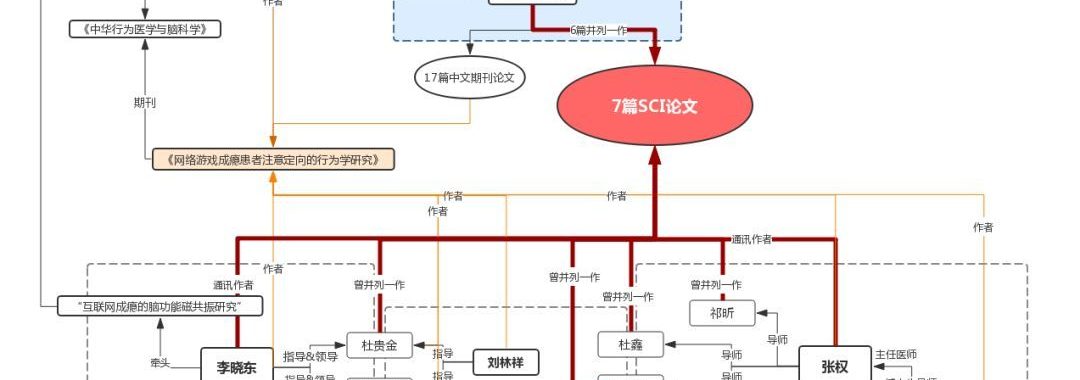 作者
《中华行为医学与脑科学》
6篇并列一作
17篇中文期刊论文
7篇SCI论文
期刊
《网络游戏成瘾患者注意定向的行为学研究》
作者
作者
作者
作者
通讯作者
作者
曾并列一作
通讯作者
曾并列一作
曾并列一作
曾并列一作
“互联网成瘾的脑功能磁共振研究”
祁昕
导师
杜贵金
杜鑫
指导&领导
指导
导师
主任医师
牵头
李晓东
刘林祥
张权
指导&领导
指导
导师